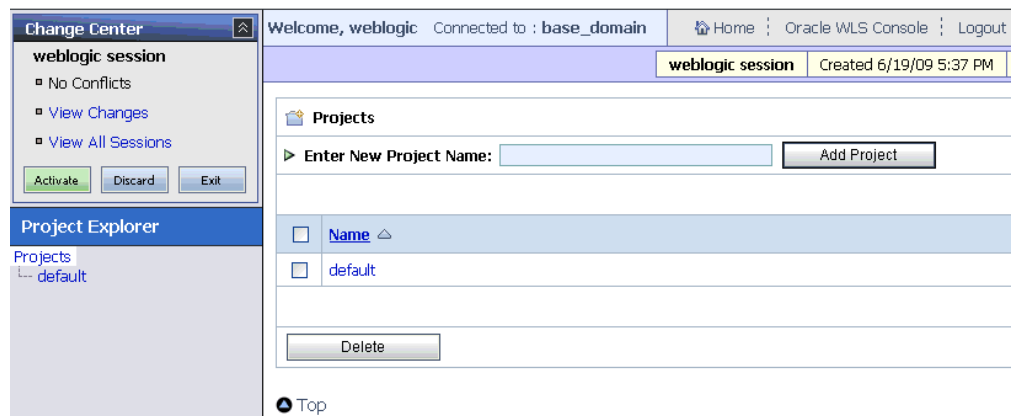 Change Center
weblogic session
No Conflicts
View Changes
View All Sessions
Activate Discard Exit
Project Explorer
Projects
default
Welcome, weblogic Connected to : base_domain Home Oracle WLS Console Logout
weblogic session Created 6/19/09 5:37 PM
Projects
Enter New Project Name: Add Project
Name
default
Delete
Top